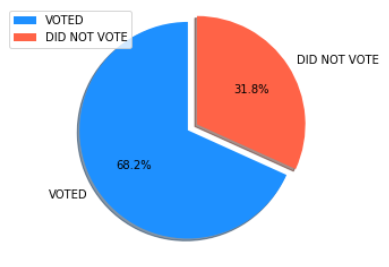 VOTED
DID NOT VOTE
DID NOT VOTE
31.8%
68.2%
VOTED